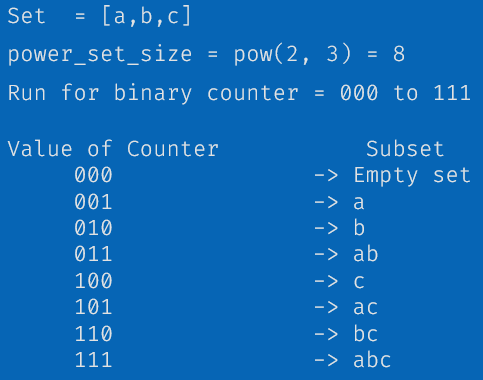 Set  = [a,b,c]
power_set_size = pow(2, 3) = 8
Run for binary counter = 000 to 111
Value of Counter           Subset
     000               -> Empty set
     001               -> a
     010               -> b
     011               -> ab
     100               -> c
     101               -> ac
     110               -> bc
     111               -> abc